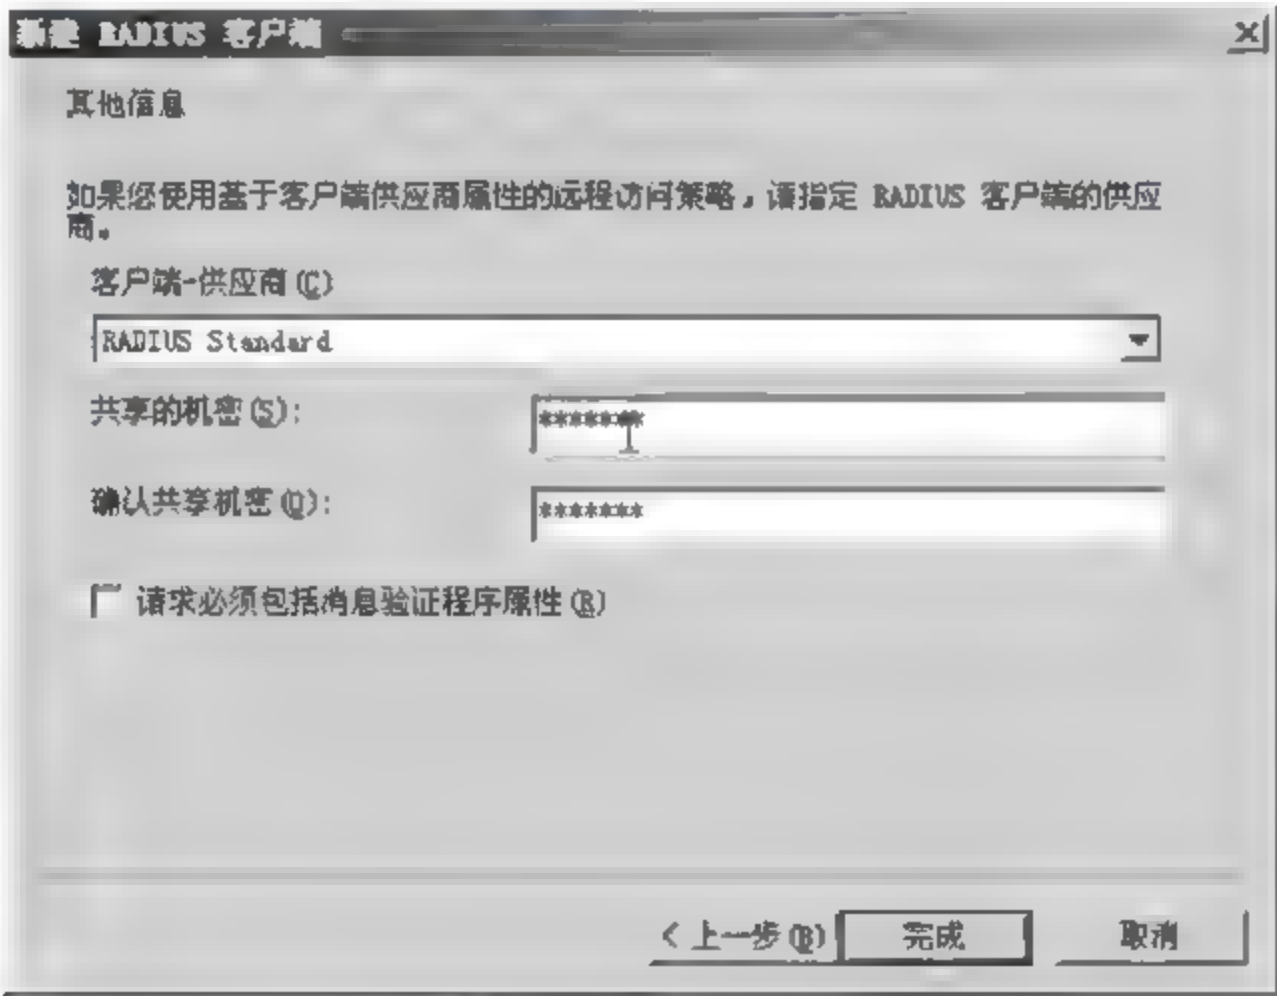 新建 RADIUS 客户端
其他信息
如果您使用基于客户端供应商属性的远程访问策略，请指定 RADIUS 客户端的供应
商。
客户端-供应商(C)
RADIUS Standard
共享的机密(S):
*******
确认共享机密(O):
*******
请求必须包括消息验证程序属性(R)
< 上一步(B)
完成
取消